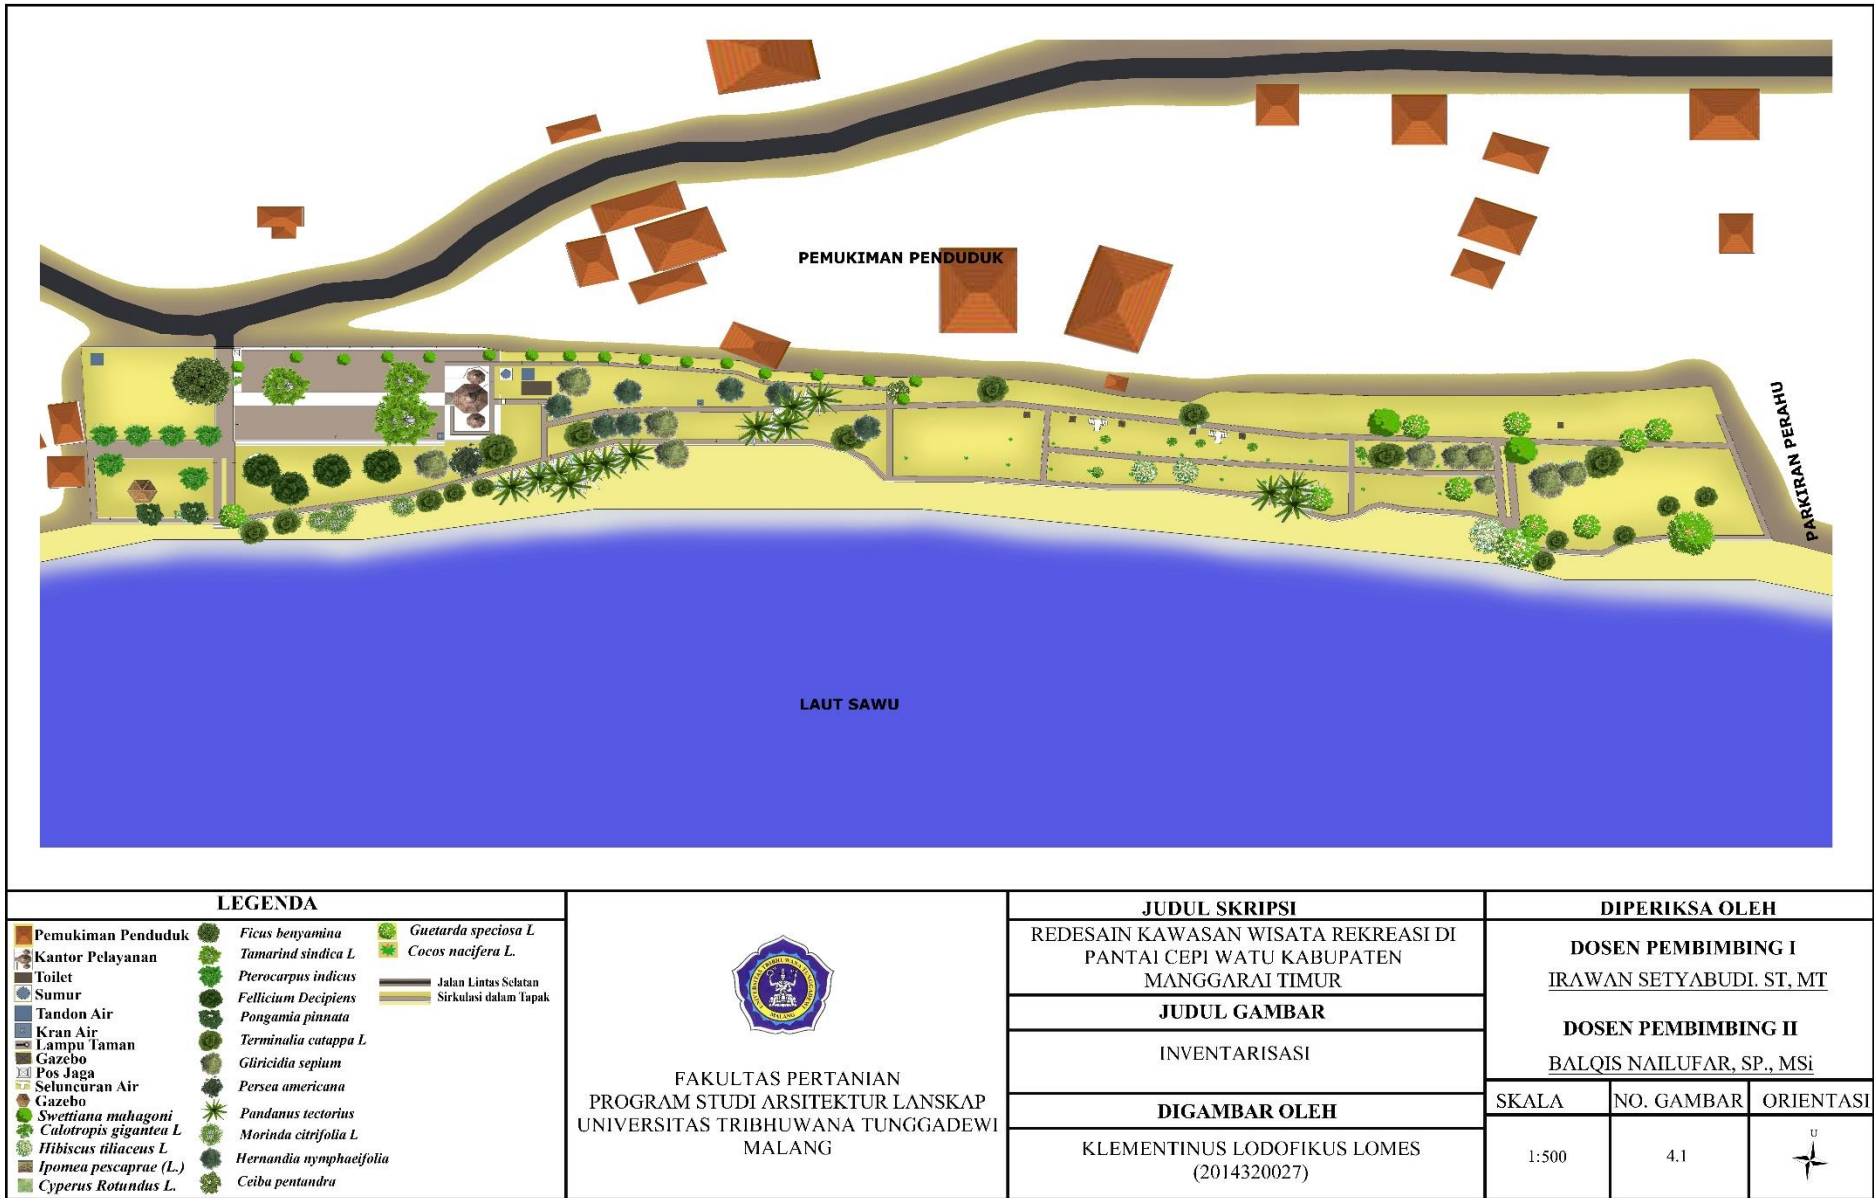 PEMUKIMAN PENDUDUK
PARKIRAN PERAHU
LAUT SAWU
LEGENDA
Pemukiman Penduduk
Kantor Pelayanan
Toilet
Sumur
Tandon Air
Kran Air
Lampu Taman
Gazebo
Pos Jaga
Seluncuran Air
Gazebo
Swettiana mahagoni
Calotropis gigantea L
Hibiscus tiliaceus L
Ipomea pescaprae (L.)
Cyperus Rotundus L.
Ficus benyamina
Tamarind sindica L
Pterocarpus indicus
Fellicium Decipiens
Pongamia pinnata
Terminalia catappa L
Gliricidia sepium
Persea americana
Pandanus tectorius
Morinda citrifolia L
Hernandia nymphaeifolia
Ceiba pentandra
Guetarda speciosa L
Cocos nacifera L.
Jalan Lintas Selatan
Sirkulasi dalam Tapak
UNIVERSITAS TRIBHUWANA TUNGGADEWI
MALANG
FAKULTAS PERTANIAN
PROGRAM STUDI ARSITEKTUR LANSKAP
UNIVERSITAS TRIBHUWANA TUNGGADEWI
MALANG
JUDUL SKRIPSI
REDESAIN KAWASAN WISATA REKREASI DI
PANTAI CEPI WATU KABUPATEN
MANGGARAI TIMUR
JUDUL GAMBAR
INVENTARISASI
DIGAMBAR OLEH
KLEMENTINUS LODOFIKUS LOMES
(2014320027)
DIPERIKSA OLEH
DOSEN PEMBIMBING I
IRAWAN SETYABUDI. ST, MT
DOSEN PEMBIMBING II
BALQIS NAILUFAR, SP., MSi
SKALA
NO. GAMBAR
ORIENTASI
1:500
4.1
U